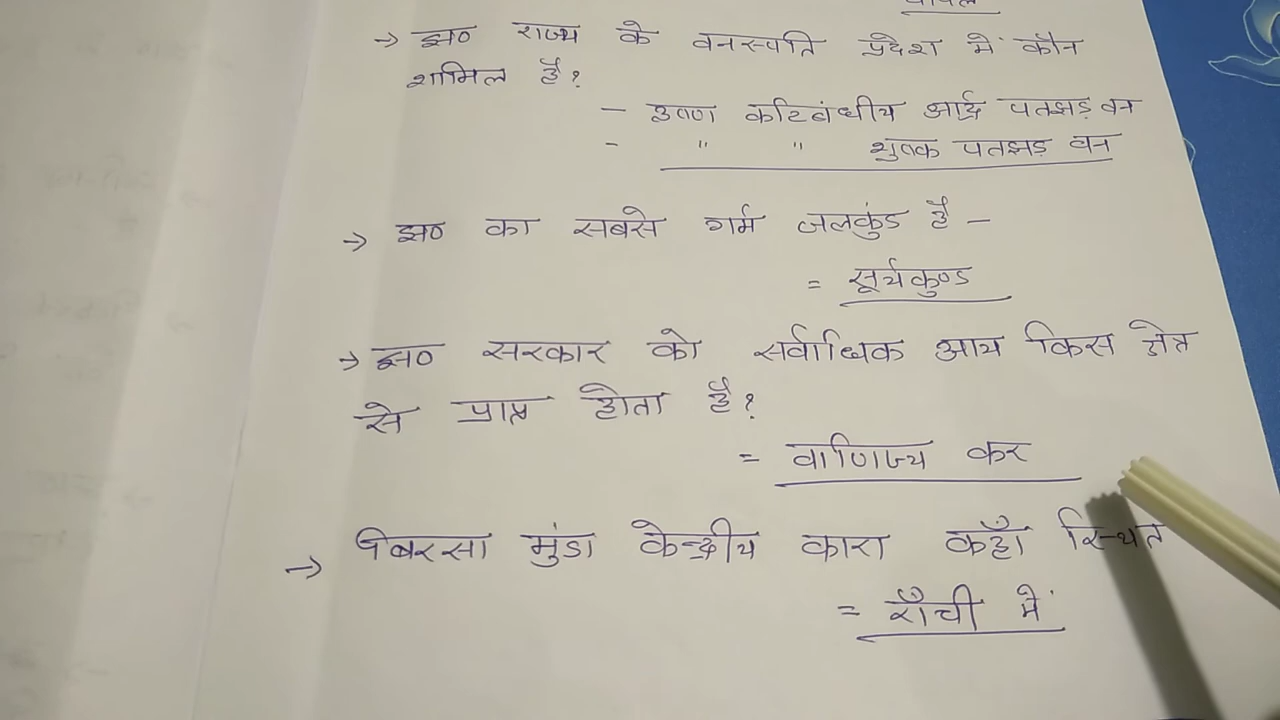 → झा० राज्य के वनस्पति प्रदेश में कौन
शामिल है?
- उष्ण कटिबंधीय आर्द्र पतझड़ वन
- " " शुष्क पतझड़ वन
→ झा० का सबसे गर्म जलकुंड है -
= सूर्यकुण्ड
→ झा० सरकार को सर्वाधिक आय किस क्षेत्र
से प्राप्त होता है?
= वाणिज्य कर
→ बिरसा मुंडा केन्द्रीय कारा कहाँ स्थित
= राँची में